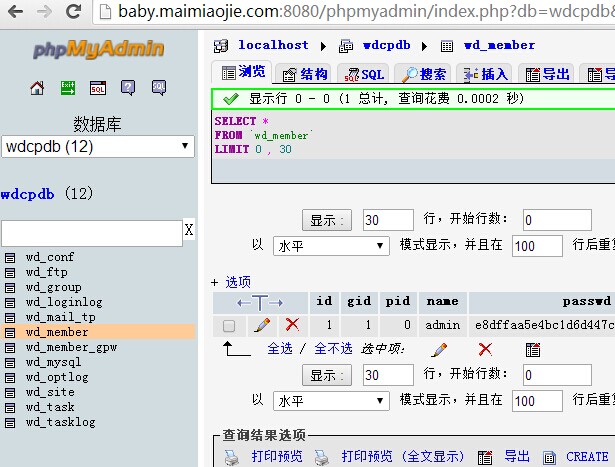 baby.maimiaojie.com:8080/phpmyadmin/index.php?db=wdcpdb&
phpMyAdmin
localhost wdcpdb wd_member
浏览 结构 SQL 搜索 插入 导出
显示行 0 - 0 (1 总计, 查询花费 0.0002 秒)
SELECT *
FROM `wd_member`
LIMIT 0 , 30
数据库
wdcpdb (12)
wdcpdb (12)
X
wd_conf
wd_ftp
wd_group
wd_loginlog
wd_mail_tp
wd_member
wd_member_gpw
wd_mysql
wd_optlog
wd_site
wd_task
wd_tasklog
显示 : 30 行，开始行数： 0
以 水平 模式显示，并且在 100 行后重
+ 选项
←T→ id gid pid name passwd
1 1 0 admin e8dffaa5e4bc1d6d447c
全选 / 全不选 选中项:
显示 : 30 行，开始行数： 0
以 水平 模式显示，并且在 100 行后重
查询结果选项
打印预览 打印预览 (全文显示) 导出 CREATE